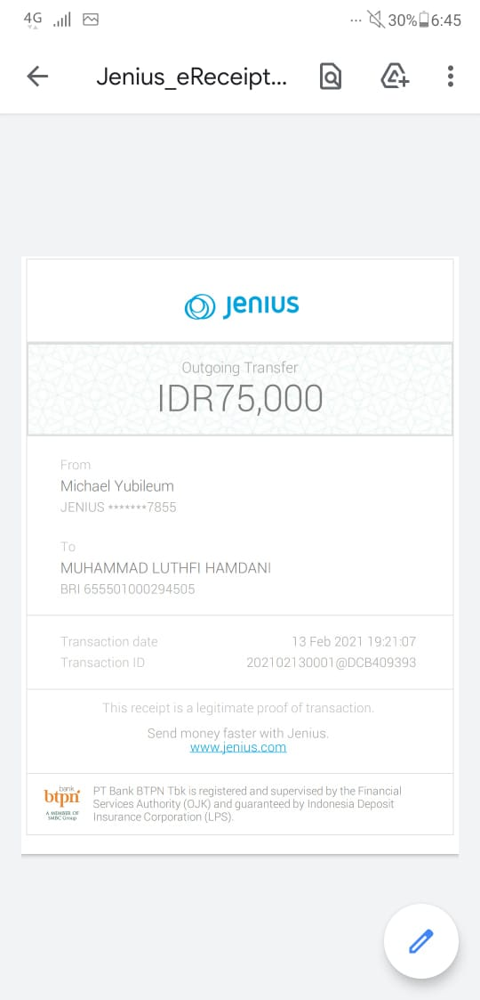 4G ... 30% 6:45
Jenius_eReceipt...
jenius
Outgoing Transfer
IDR75,000
From
Michael Yubileum
JENIUS *******7855
To
MUHAMMAD LUTHFI HAMDANI
BRI 655501000294505
Transaction date 13 Feb 2021 19:21:07
Transaction ID 202102130001@DCB409393
This receipt is a legitimate proof of transaction.
Send money faster with Jenius.
www.jenius.com
bank
btpn
A MEMBER OF
SMBC Group
PT Bank BTPN Tbk is registered and supervised by the Financial
Services Authority (OJK) and guaranteed by Indonesia Deposit
Insurance Corporation (LPS).